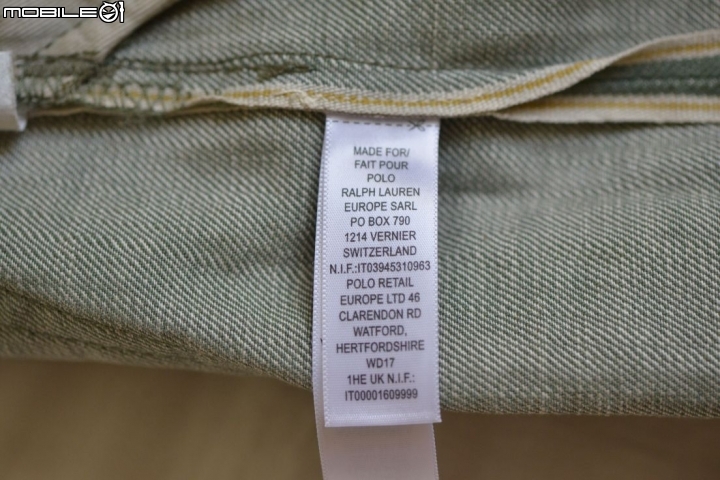 MOBILE01
MADE FOR/
FAIT POUR
POLO
RALPH LAUREN
EUROPE SARL
PO BOX 790
1214 VERNIER
SWITZERLAND
N.I.F.:IT03945310963
POLO RETAIL
EUROPE LTD 46
CLARENDON RD
WATFORD,
HERTFORDSHIRE
WD17
1HE UK N.I.F.:
IT00001609999